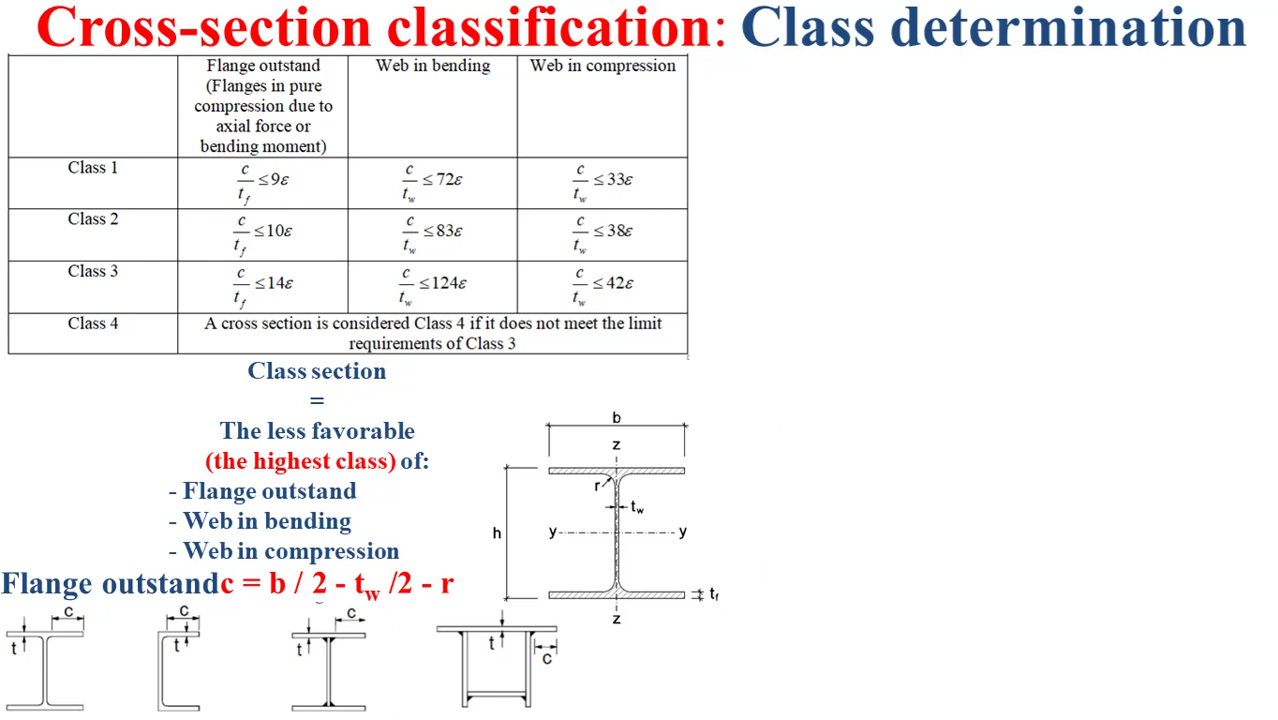 Cross-section classification: Class determination
Flange outstand
(Flanges in pure
compression due to
axial force or
bending moment)
Web in bending
Web in compression
Class 1
c/t_f ≤9ε
c/t_w ≤72ε
c/t_w ≤33ε
Class 2
c/t_f ≤10ε
c/t_w ≤83ε
c/t_w ≤38ε
Class 3
c/t_f ≤14ε
c/t_w ≤124ε
c/t_w ≤42ε
Class 4
A cross section is considered Class 4 if it does not meet the limit
requirements of Class 3
Class section
=
The less favorable
(the highest class) of:
- Flange outstand
- Web in bending
- Web in compression
Flange outstandc = b / 2 - t_w /2 - r
b
z
r
t_w
h
y
y
t_f
z
c
t
c
t
c
t
t
c